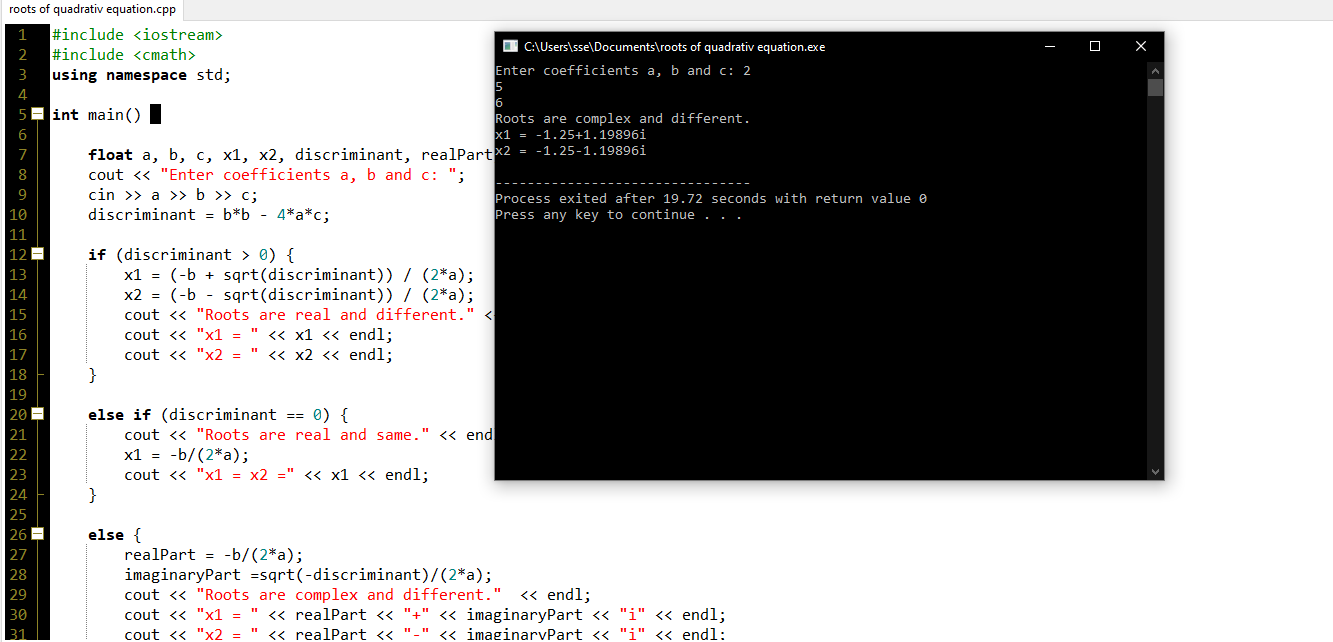 roots of quadrativ equation.cpp
1 #include <iostream>
2 #include <cmath>
3 using namespace std;
4
5 int main()
6
7 float a, b, c, x1, x2, discriminant, realPart
8 cout << "Enter coefficients a, b and c: ";
9 cin >> a >> b >> c;
10 discriminant = b*b - 4*a*c;
11
12 if (discriminant > 0) {
13 x1 = (-b + sqrt(discriminant)) / (2*a);
14 x2 = (-b - sqrt(discriminant)) / (2*a);
15 cout << "Roots are real and different." <
16 cout << "x1 = " << x1 << endl;
17 cout << "x2 = " << x2 << endl;
18 }
19
20 else if (discriminant == 0) {
21 cout << "Roots are real and same." << end
22 x1 = -b/(2*a);
23 cout << "x1 = x2 =" << x1 << endl;
24 }
25
26 else {
27 realPart = -b/(2*a);
28 imaginaryPart =sqrt(-discriminant)/(2*a);
29 cout << "Roots are complex and different."  << endl;
30 cout << "x1 = " << realPart << "+" << imaginaryPart << "i" << endl;
31 cout << "x2 = " << realPart << "-" << imaginaryPart << "i" << endl;
C:\Users\sse\Documents\roots of quadrativ equation.exe
Enter coefficients a, b and c: 2
5
6
Roots are complex and different.
x1 = -1.25+1.19896i
x2 = -1.25-1.19896i
--------------------------------
Process exited after 19.72 seconds with return value 0
Press any key to continue . . .